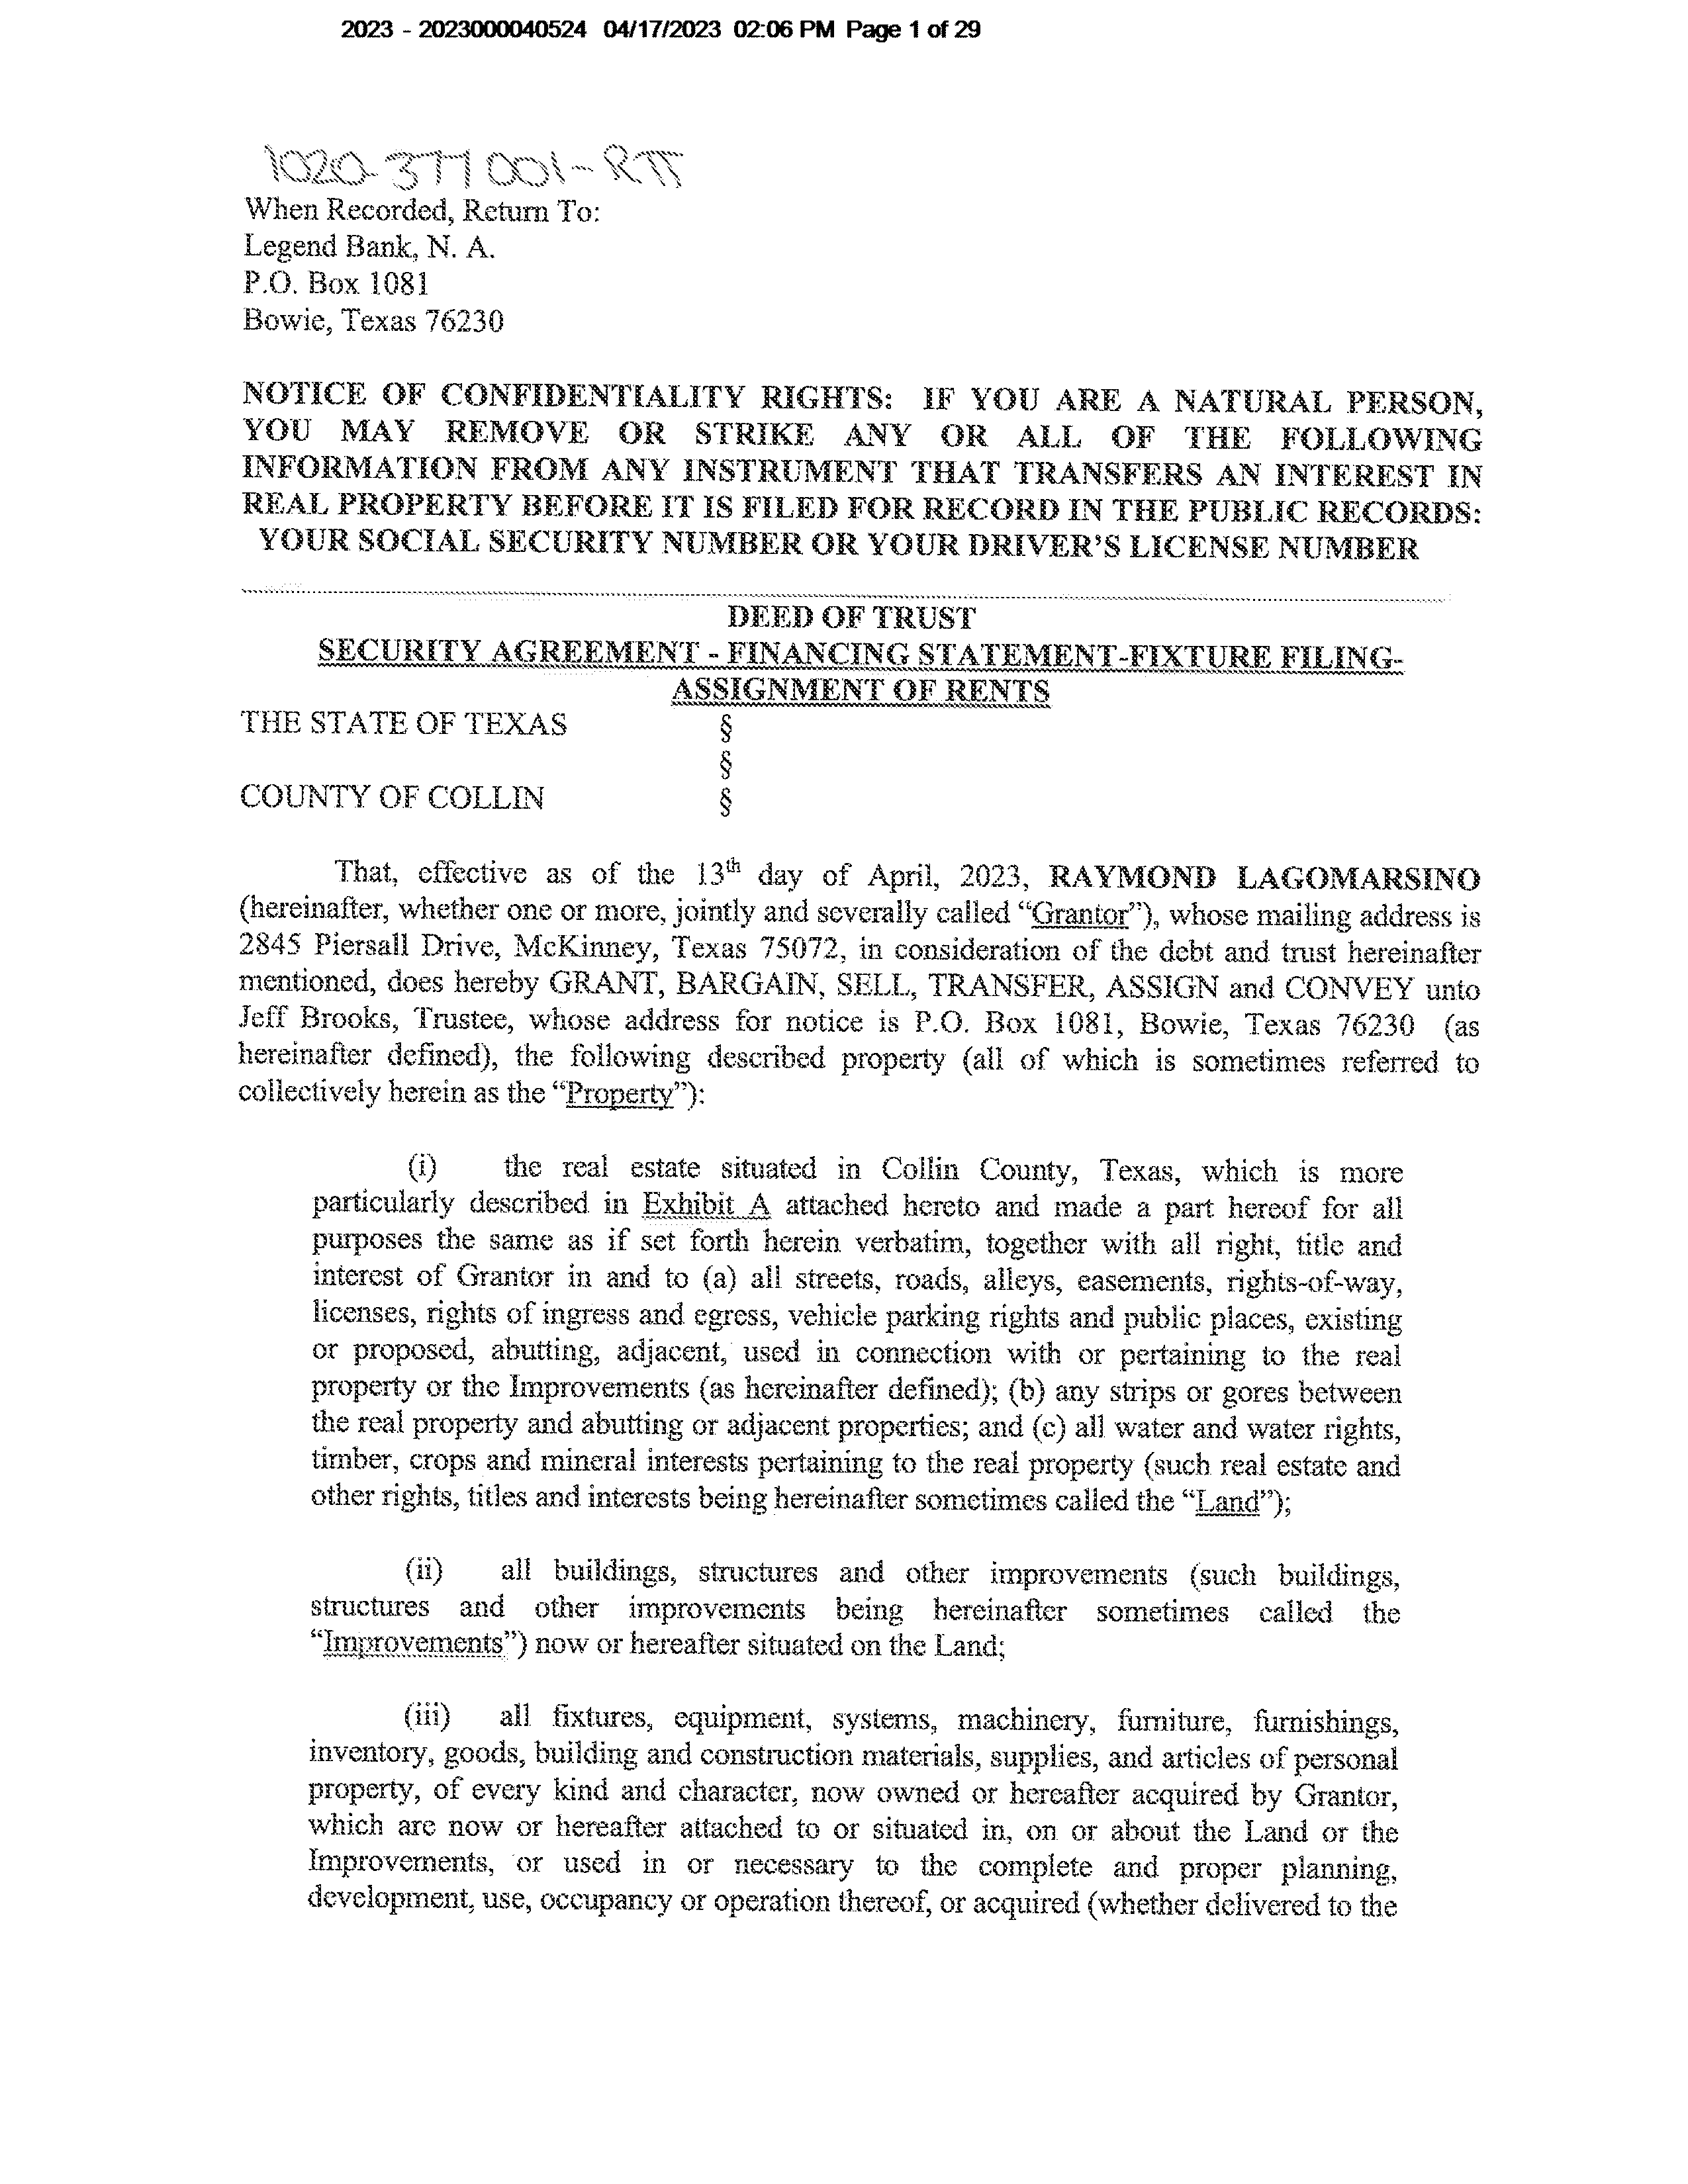 2023 - 2023000040524 04/17/2023 02:06 PM Page 1 of 29
1020-377001-RTT
When Recorded, Return To:
Legend Bank, N. A.
P.O. Box 1081
Bowie, Texas 76230
NOTICE OF CONFIDENTIALITY RIGHTS: IF YOU ARE A NATURAL PERSON,
YOU MAY REMOVE OR STRIKE ANY OR ALL OF THE FOLLOWING
INFORMATION FROM ANY INSTRUMENT THAT TRANSFERS AN INTEREST IN
REAL PROPERTY BEFORE IT IS FILED FOR RECORD IN THE PUBLIC RECORDS:
YOUR SOCIAL SECURITY NUMBER OR YOUR DRIVER'S LICENSE NUMBER
DEED OF TRUST
SECURITY AGREEMENT - FINANCING STATEMENT-FIXTURE FILING-
ASSIGNMENT OF RENTS
THE STATE OF TEXAS §
§
COUNTY OF COLLIN §
That, effective as of the 13th day of April, 2023, RAYMOND LAGOMARSINO
(hereinafter, whether one or more, jointly and severally called “Grantor”), whose mailing address is
2845 Piersall Drive, McKinney, Texas 75072, in consideration of the debt and trust hereinafter
mentioned, does hereby GRANT, BARGAIN, SELL, TRANSFER, ASSIGN and CONVEY unto
Jeff Brooks, Trustee, whose address for notice is P.O. Box 1081, Bowie, Texas 76230 (as
hereinafter defined), the following described property (all of which is sometimes referred to
collectively herein as the “Property”):
(i) the real estate situated in Collin County, Texas, which is more
particularly described in Exhibit A attached hereto and made a part hereof for all
purposes the same as if set forth herein verbatim, together with all right, title and
interest of Grantor in and to (a) all streets, roads, alleys, easements, rights-of-way,
licenses, rights of ingress and egress, vehicle parking rights and public places, existing
or proposed, abutting, adjacent, used in connection with or pertaining to the real
property or the Improvements (as hereinafter defined); (b) any strips or gores between
the real property and abutting or adjacent properties; and (c) all water and water rights,
timber, crops and mineral interests pertaining to the real property (such real estate and
other rights, titles and interests being hereinafter sometimes called the “Land”);
(ii) all buildings, structures and other improvements (such buildings,
structures and other improvements being hereinafter sometimes called the
“Improvements”) now or hereafter situated on the Land;
(iii) all fixtures, equipment, systems, machinery, furniture, furnishings,
inventory, goods, building and construction materials, supplies, and articles of personal
property, of every kind and character, now owned or hereafter acquired by Grantor,
which are now or hereafter attached to or situated in, on or about the Land or the
Improvements, or used in or necessary to the complete and proper planning,
development, use, occupancy or operation thereof, or acquired (whether delivered to the